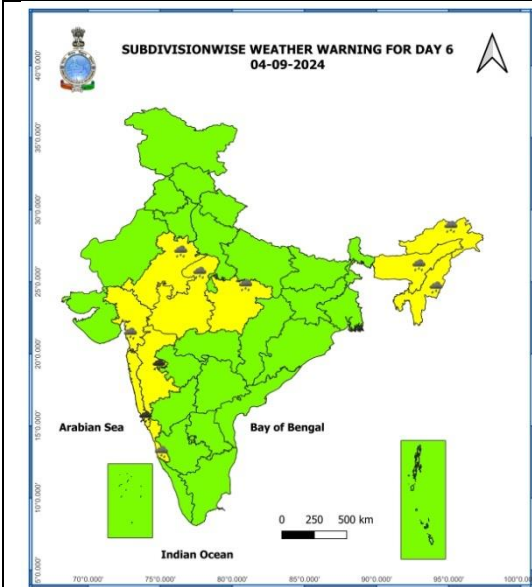 SUBDIVISIONWISE WEATHER WARNING FOR DAY 6
04-09-2024
40°0.000'
35°0.000'
30°0.000'
25°0.000'
20°0.000'
15°0.000'
10°0.000'
5°0.000'
Arabian Sea
Bay of Bengal
0 250 500 km
Indian Ocean
70°0.000' 75°0.000' 80°0.000' 85°0.000' 90°0.000' 95°0.000'